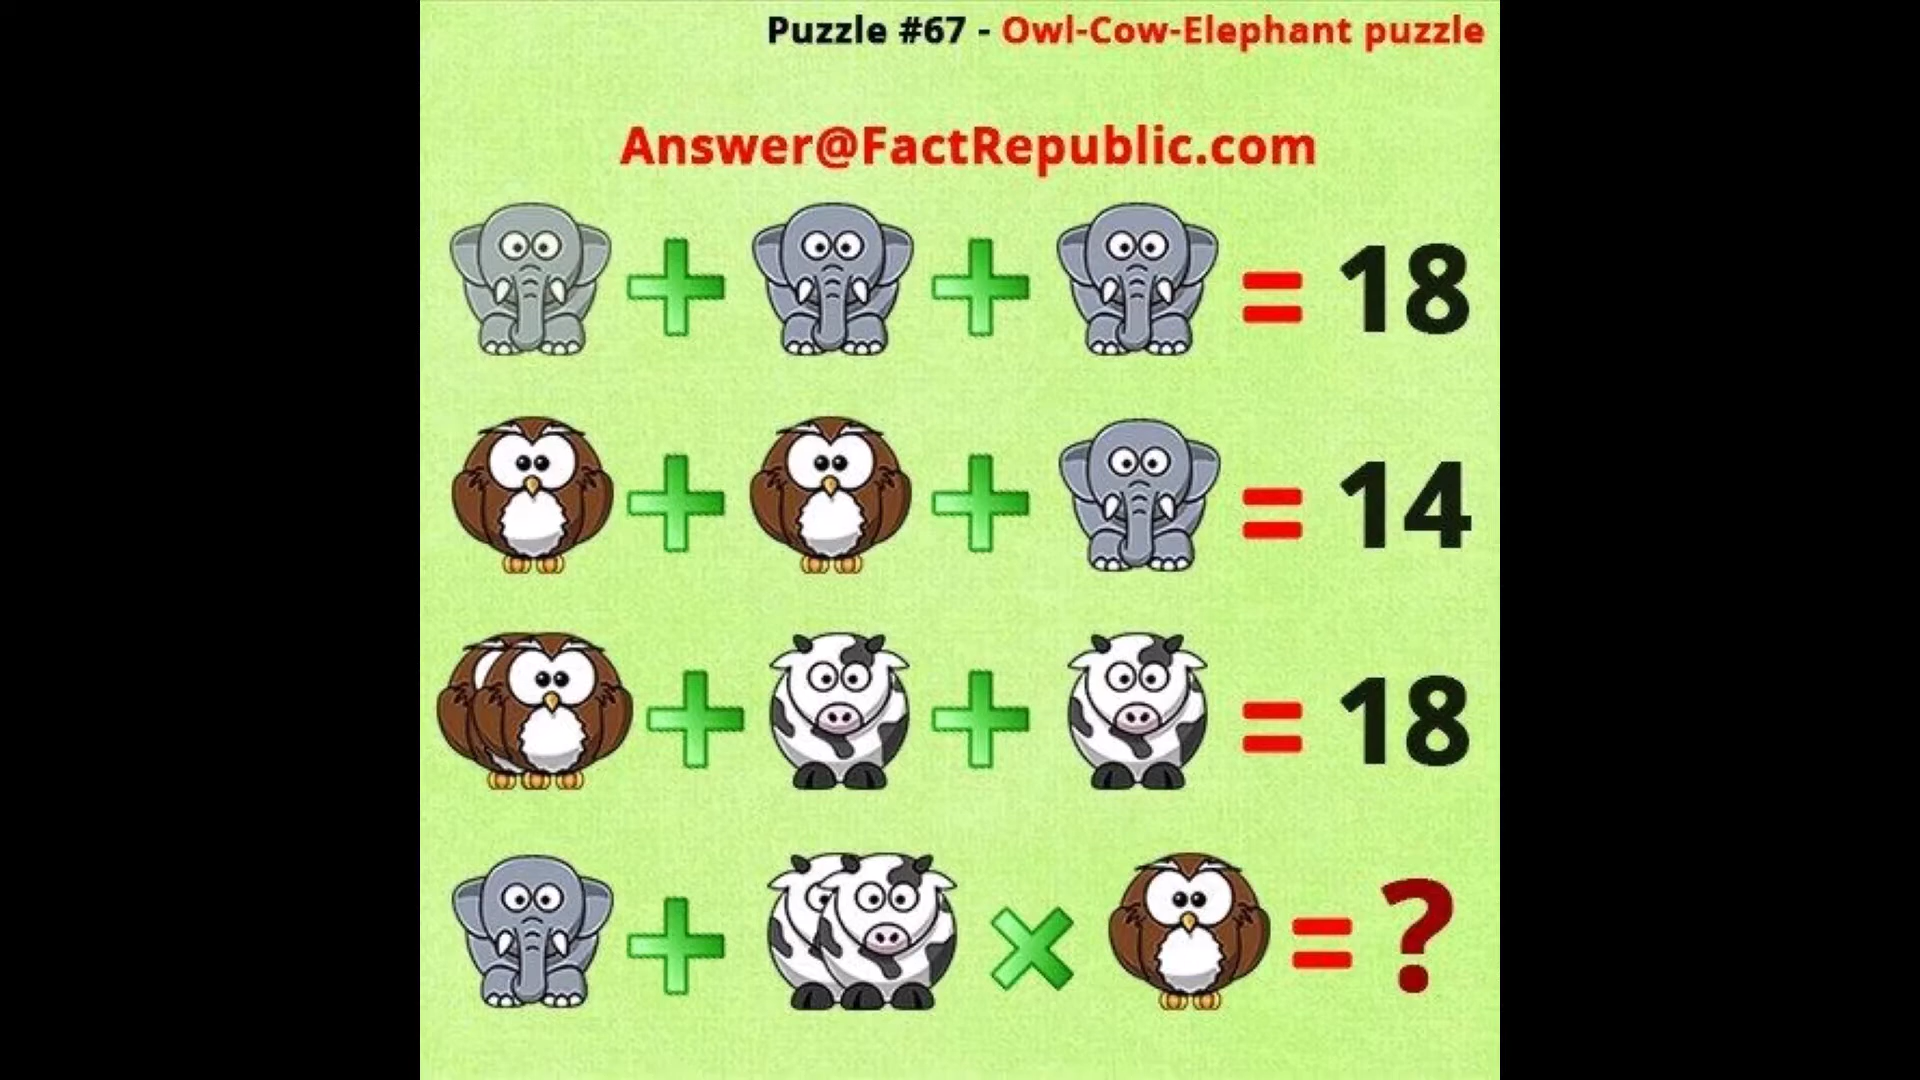 Puzzle #67 - Owl-Cow-Elephant puzzle
Answer@FactRepublic.com
+ + = 18
+ + = 14
+ + = 18
+ × = ?